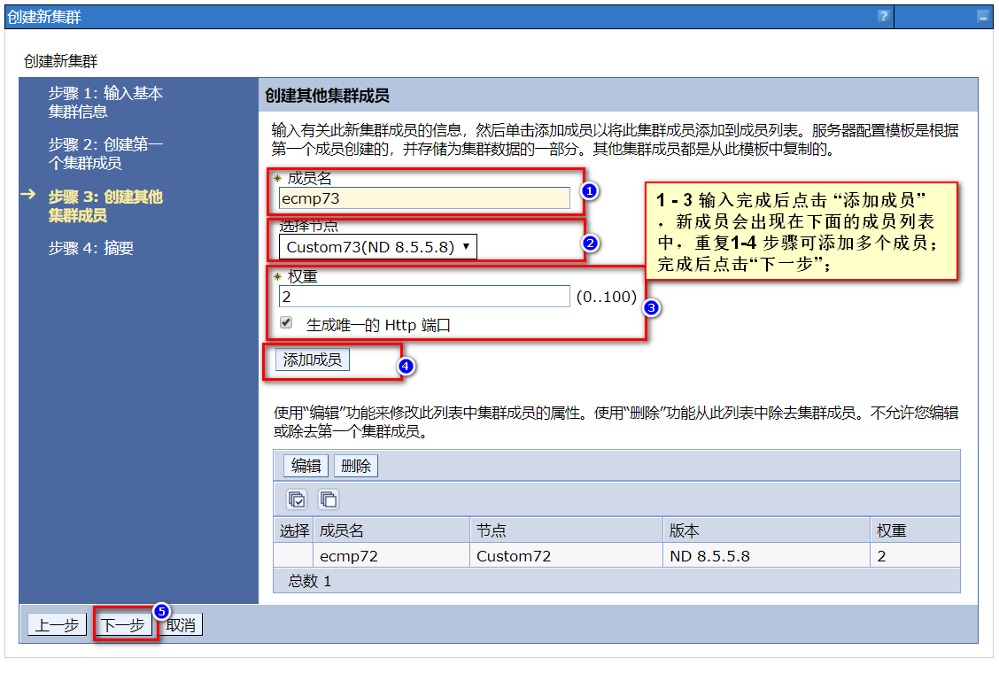 创建新集群
?
创建新集群
步骤 1: 输入基本
集群信息
步骤 2: 创建第一
个集群成员
步骤 3: 创建其他
集群成员
步骤 4: 摘要
创建其他集群成员
输入有关此新集群成员的信息，然后单击添加成员以将此集群成员添加到成员列表。服务器配置模板是根据
第一个成员创建的，并存储为集群数据的一部分。其他集群成员都是从此模板中复制的。
* 成员名
ecmp73
1
选择节点
Custom73(ND 8.5.5.8)
2
* 权重
2 (0..100)
3
生成唯一的 Http 端口
添加成员
4
1 - 3 输入完成后点击 “添加成员”
，新成员会出现在下面的成员列表
中，重复1-4 步骤可添加多个成员；
完成后点击“下一步”；
使用“编辑”功能来修改此列表中集群成员的属性。使用“删除”功能从此列表中除去集群成员。不允许您编辑
或除去第一个集群成员。
编辑 删除
选择 成员名 节点 版本 权重
ecmp72 Custom72 ND 8.5.5.8 2
总数 1
上一步 下一步 取消
5